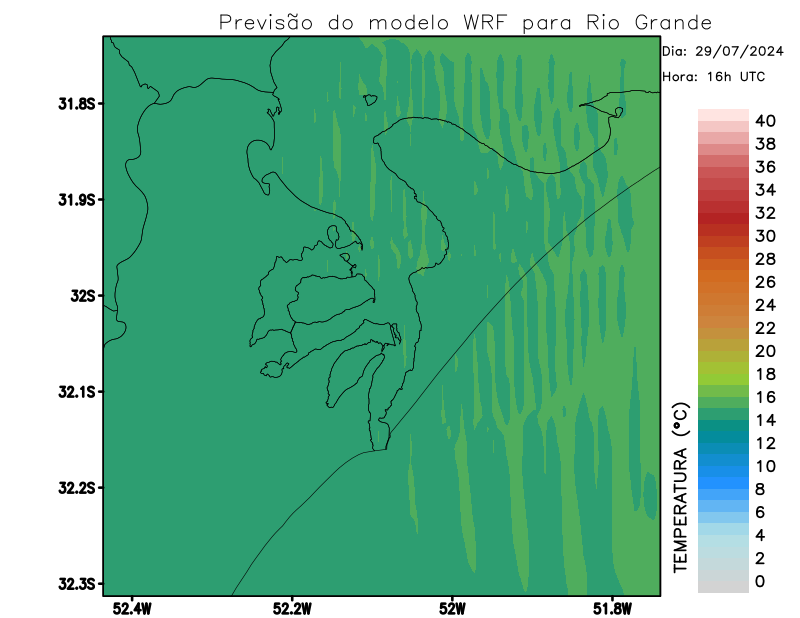 Previsão do modelo WRF para Rio Grande
Dia: 29/07/2024
Hora: 16h UTC
31.8S
31.9S
32S
32.1S
32.2S
32.3S
52.4W
52.2W
52W
51.8W
TEMPERATURA (°C)
40
38
36
34
32
30
28
26
24
22
20
18
16
14
12
10
8
6
4
2
0